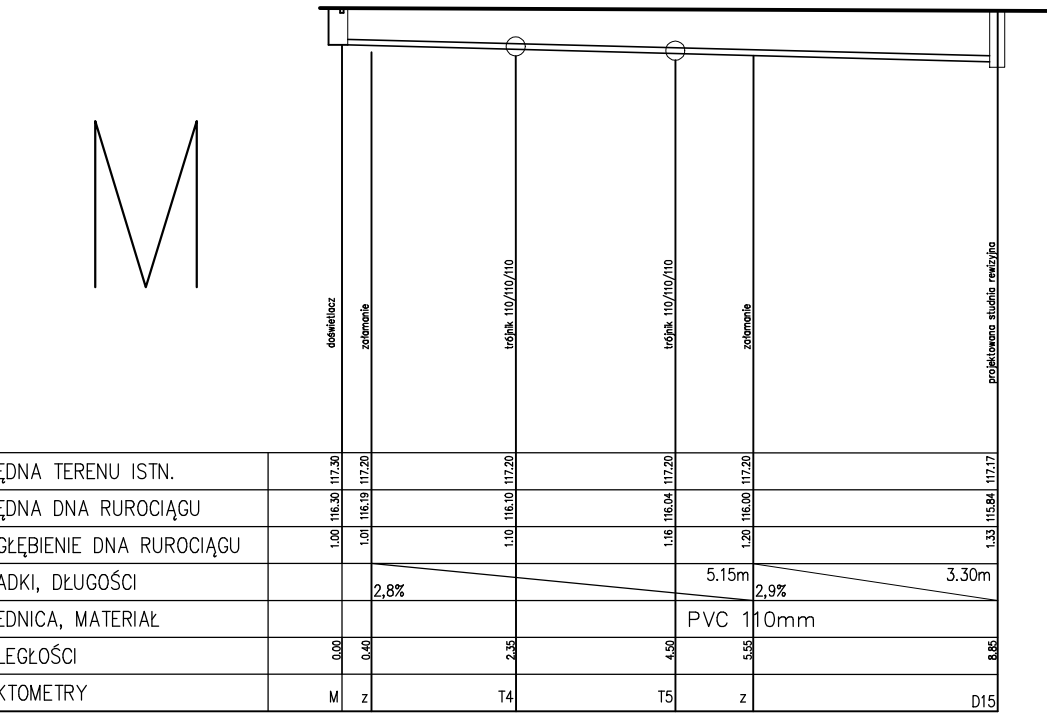 M
doświetlacz
załamanie
trójnik 110/110/110
trójnik 110/110/110
załamanie
projektowana studnia rewizyjna
ĘDNA TERENU ISTN. 117.30 117.20 117.20 117.20 117.20 117.17
ĘDNA DNA RUROCIĄGU 116.30 116.19 116.10 116.04 116.00 115.84
GŁĘBIENIE DNA RUROCIĄGU 1.00 1.01 1.10 1.16 1.20 1.33
ADKI, DŁUGOŚCI 2,8% 5.15m 2,9% 3.30m
EDNICA, MATERIAŁ PVC 110mm
LEGŁOŚCI 0.00 0.40 2.35 4.50 5.55 8.85
KTOMETRY M z T4 T5 z D15